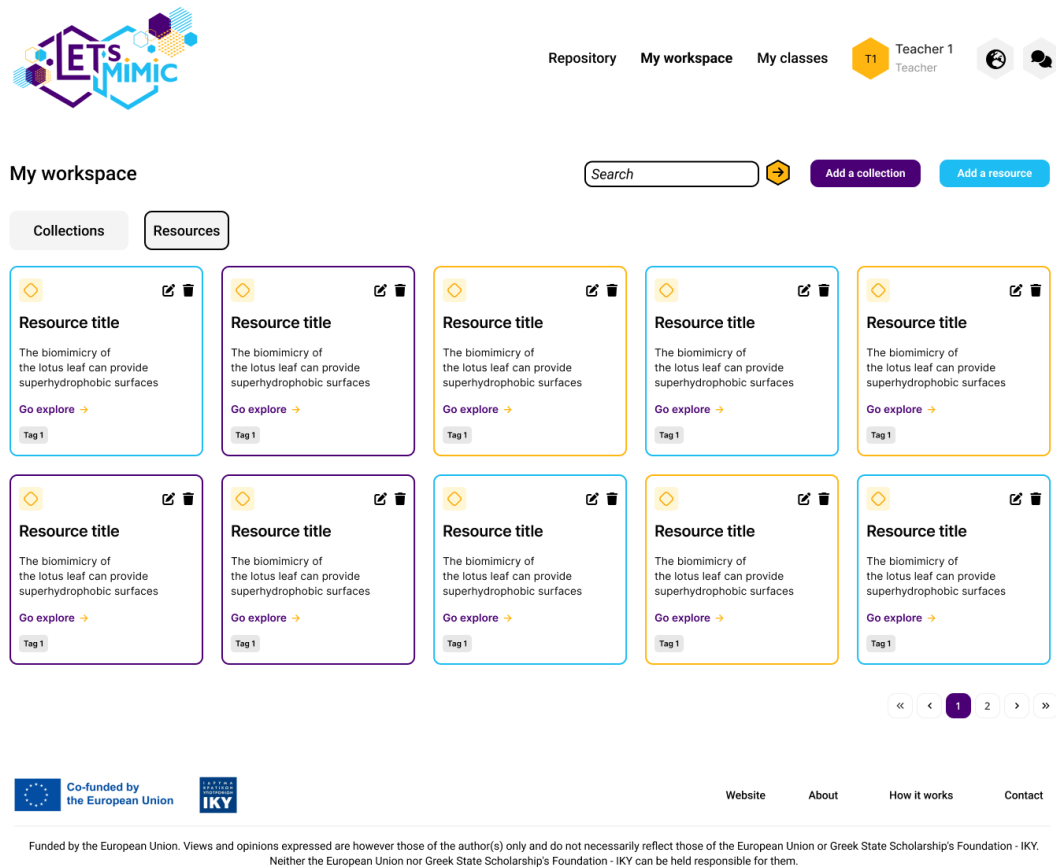 LET'S
MiMiC
Repository
My workspace
My classes
T1
Teacher 1
Teacher
My workspace
Search
Add a collection
Add a resource
Collections
Resources
Resource title
The biomimicry of
the lotus leaf can provide
superhydrophobic surfaces
Go explore →
Tag 1
Resource title
The biomimicry of
the lotus leaf can provide
superhydrophobic surfaces
Go explore →
Tag 1
Resource title
The biomimicry of
the lotus leaf can provide
superhydrophobic surfaces
Go explore →
Tag 1
Resource title
The biomimicry of
the lotus leaf can provide
superhydrophobic surfaces
Go explore →
Tag 1
Resource title
The biomimicry of
the lotus leaf can provide
superhydrophobic surfaces
Go explore →
Tag 1
Resource title
The biomimicry of
the lotus leaf can provide
superhydrophobic surfaces
Go explore →
Tag 1
Resource title
The biomimicry of
the lotus leaf can provide
superhydrophobic surfaces
Go explore →
Tag 1
Resource title
The biomimicry of
the lotus leaf can provide
superhydrophobic surfaces
Go explore →
Tag 1
Resource title
The biomimicry of
the lotus leaf can provide
superhydrophobic surfaces
Go explore →
Tag 1
Resource title
The biomimicry of
the lotus leaf can provide
superhydrophobic surfaces
Go explore →
Tag 1
« ‹ 1 2 › »
Co-funded by
the European Union
ΙΔΡΥΜΑ
ΚΡΑΤΙΚΩΝ
ΥΠΟΤΡΟΦΙΩΝ
ΙΚΥ
Website
About
How it works
Contact
Funded by the European Union. Views and opinions expressed are however those of the author(s) only and do not necessarily reflect those of the European Union or Greek State Scholarship's Foundation - IKY.
Neither the European Union nor Greek State Scholarship's Foundation - IKY can be held responsible for them.